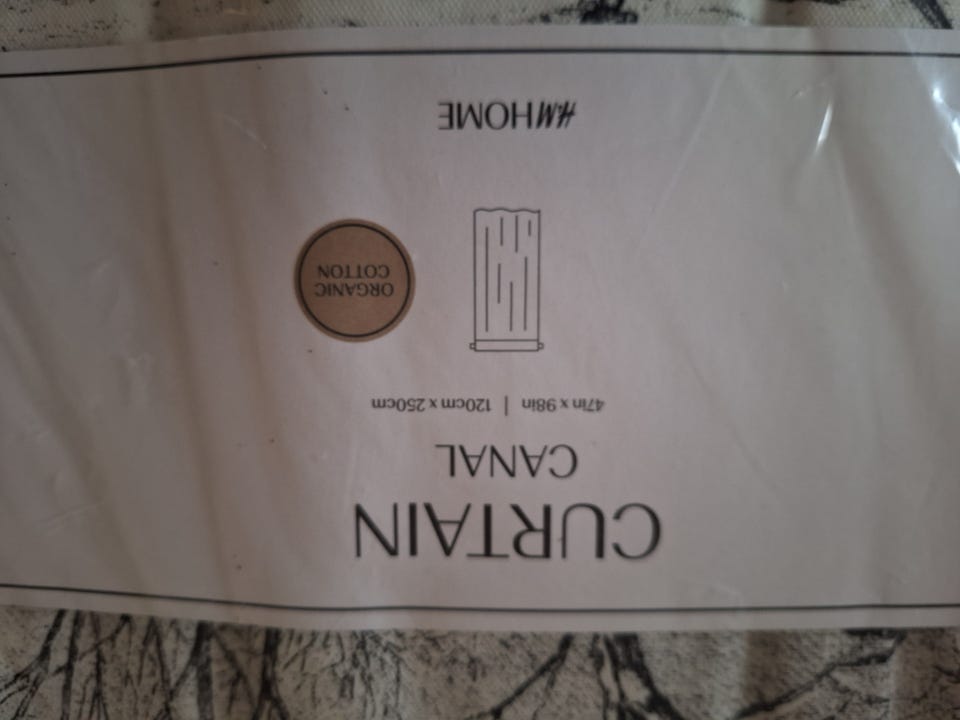 CURTAIN
CANAL
47in x 98in | 120cm x 250cm
ORGANIC
COTTON
H&M HOME